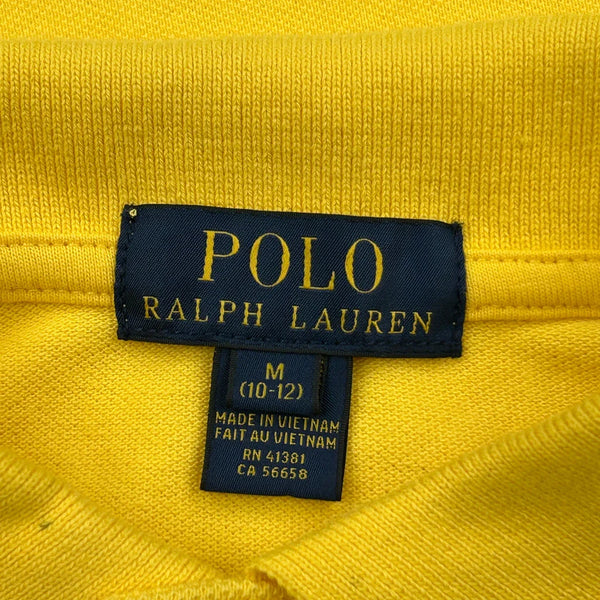 POLO
RALPH LAUREN
M
(10-12)
MADE IN VIETNAM
FAIT AU VIETNAM
RN 41381
CA 56658